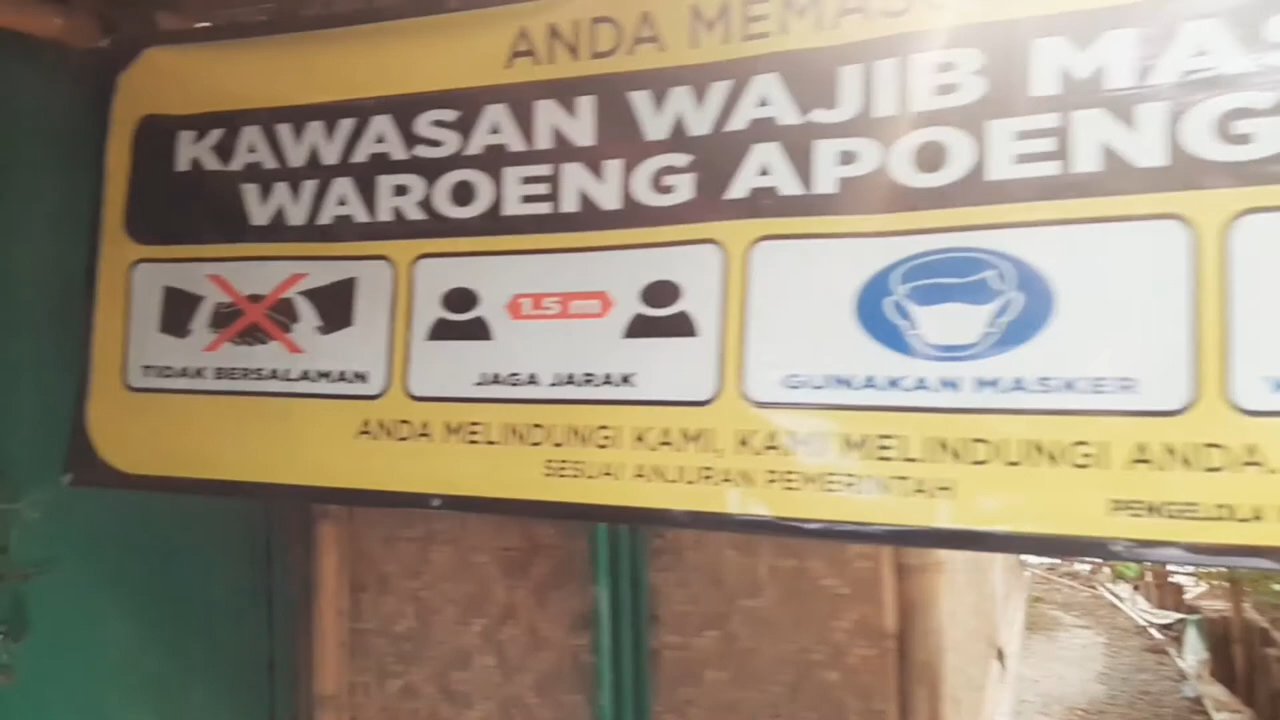 ANDA
KAWASAN WAJIB
WAROENG APOENG
1.5 m
TIDAK BERSALAMAN
JAGA JARAK
GUNAKAN MASKER
ANDA MELINDUNGI KAMI, KAMI MELINDUNGI ANDA.
SESUAI ANJURAN PEMERINTAH
PENGELOLA